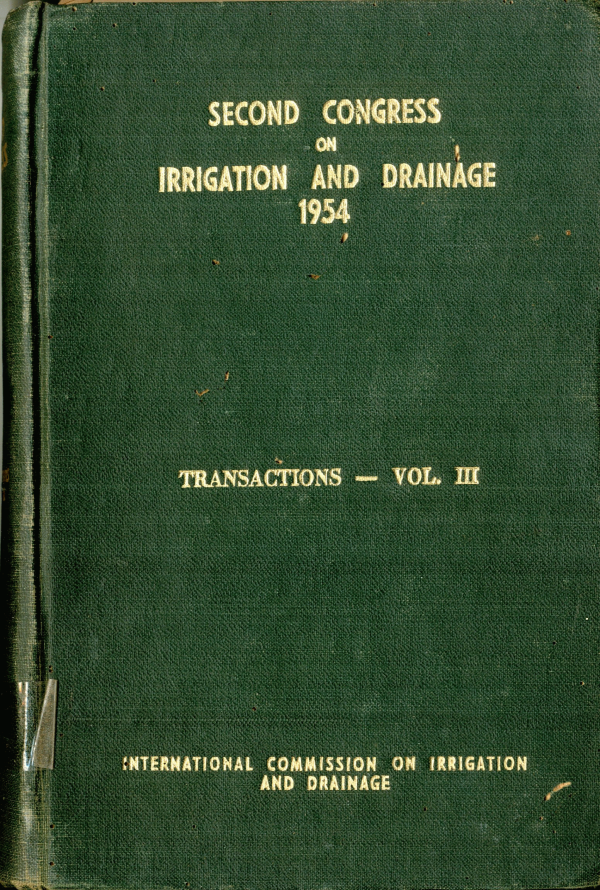 SECOND CONGRESS
ON
IRRIGATION AND DRAINAGE
1954
TRANSACTIONS — VOL. III
INTERNATIONAL COMMISSION ON IRRIGATION
AND DRAINAGE